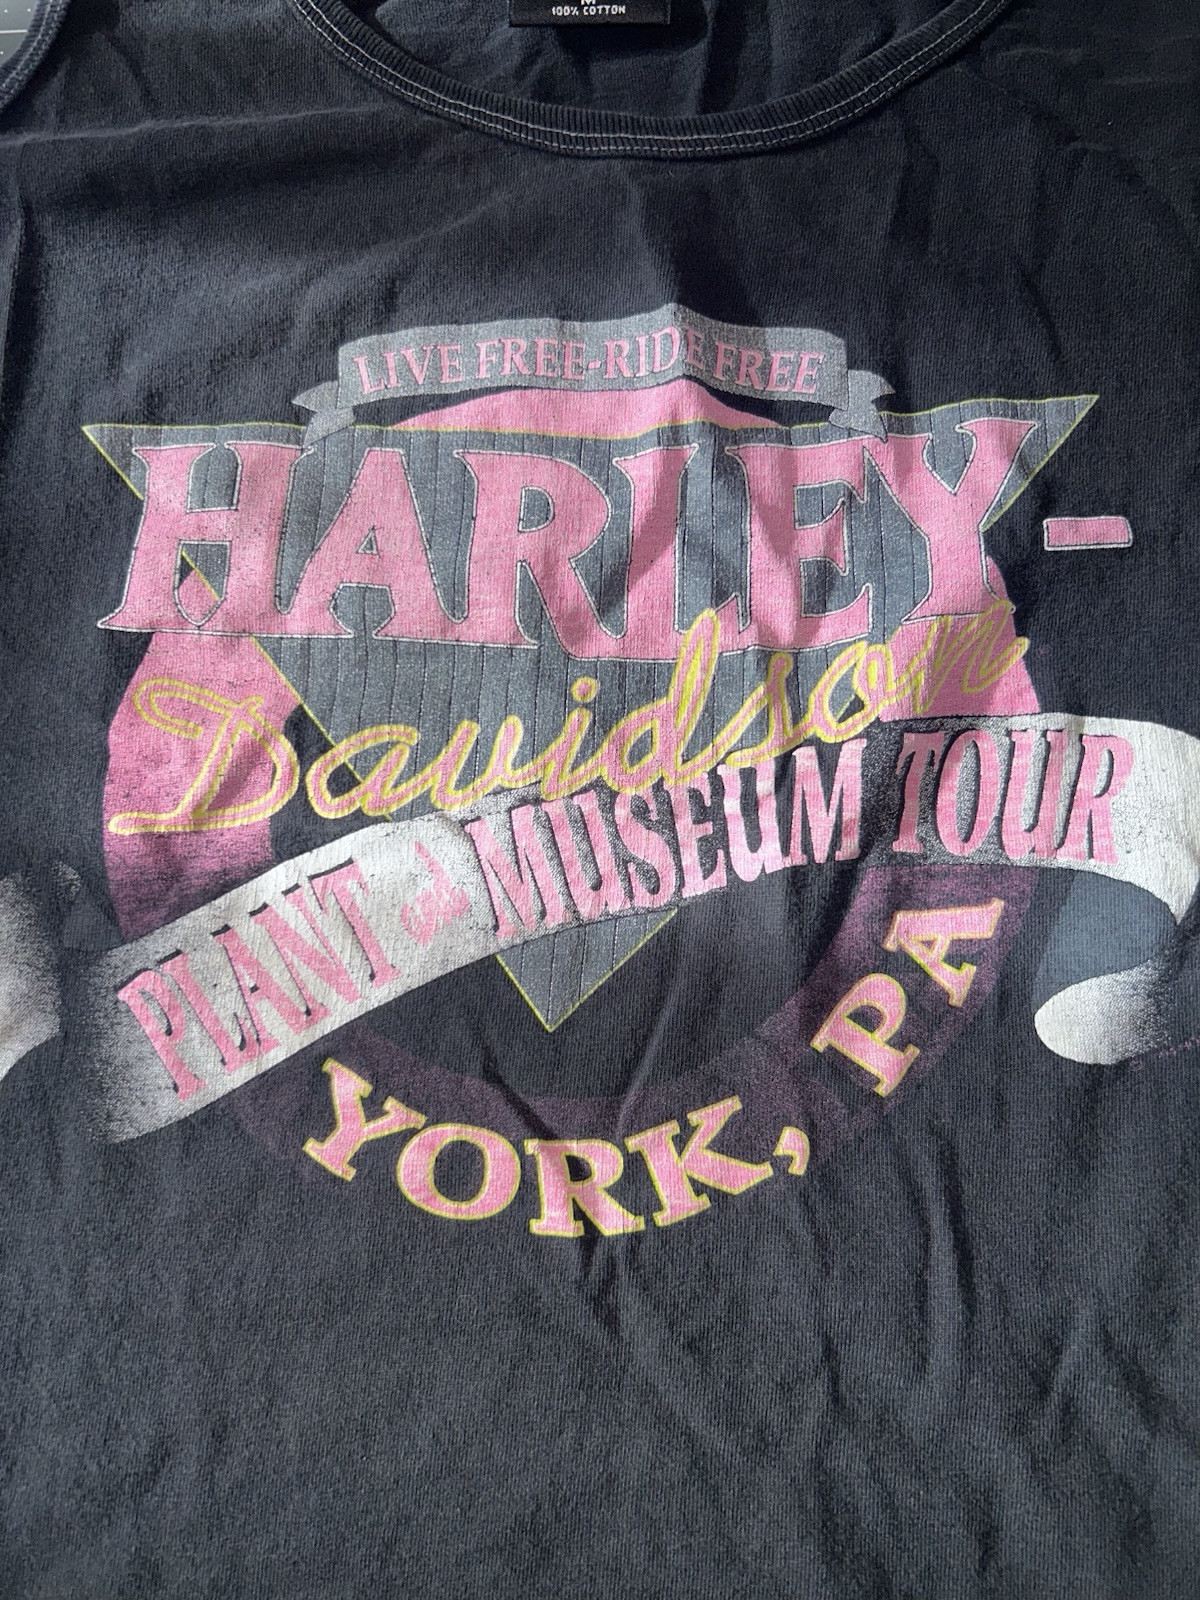 M
100% COTTON
LIVE FREE-RIDE FREE
HARLEY-
Davidson
PLANT and MUSEUM TOUR
YORK, PA